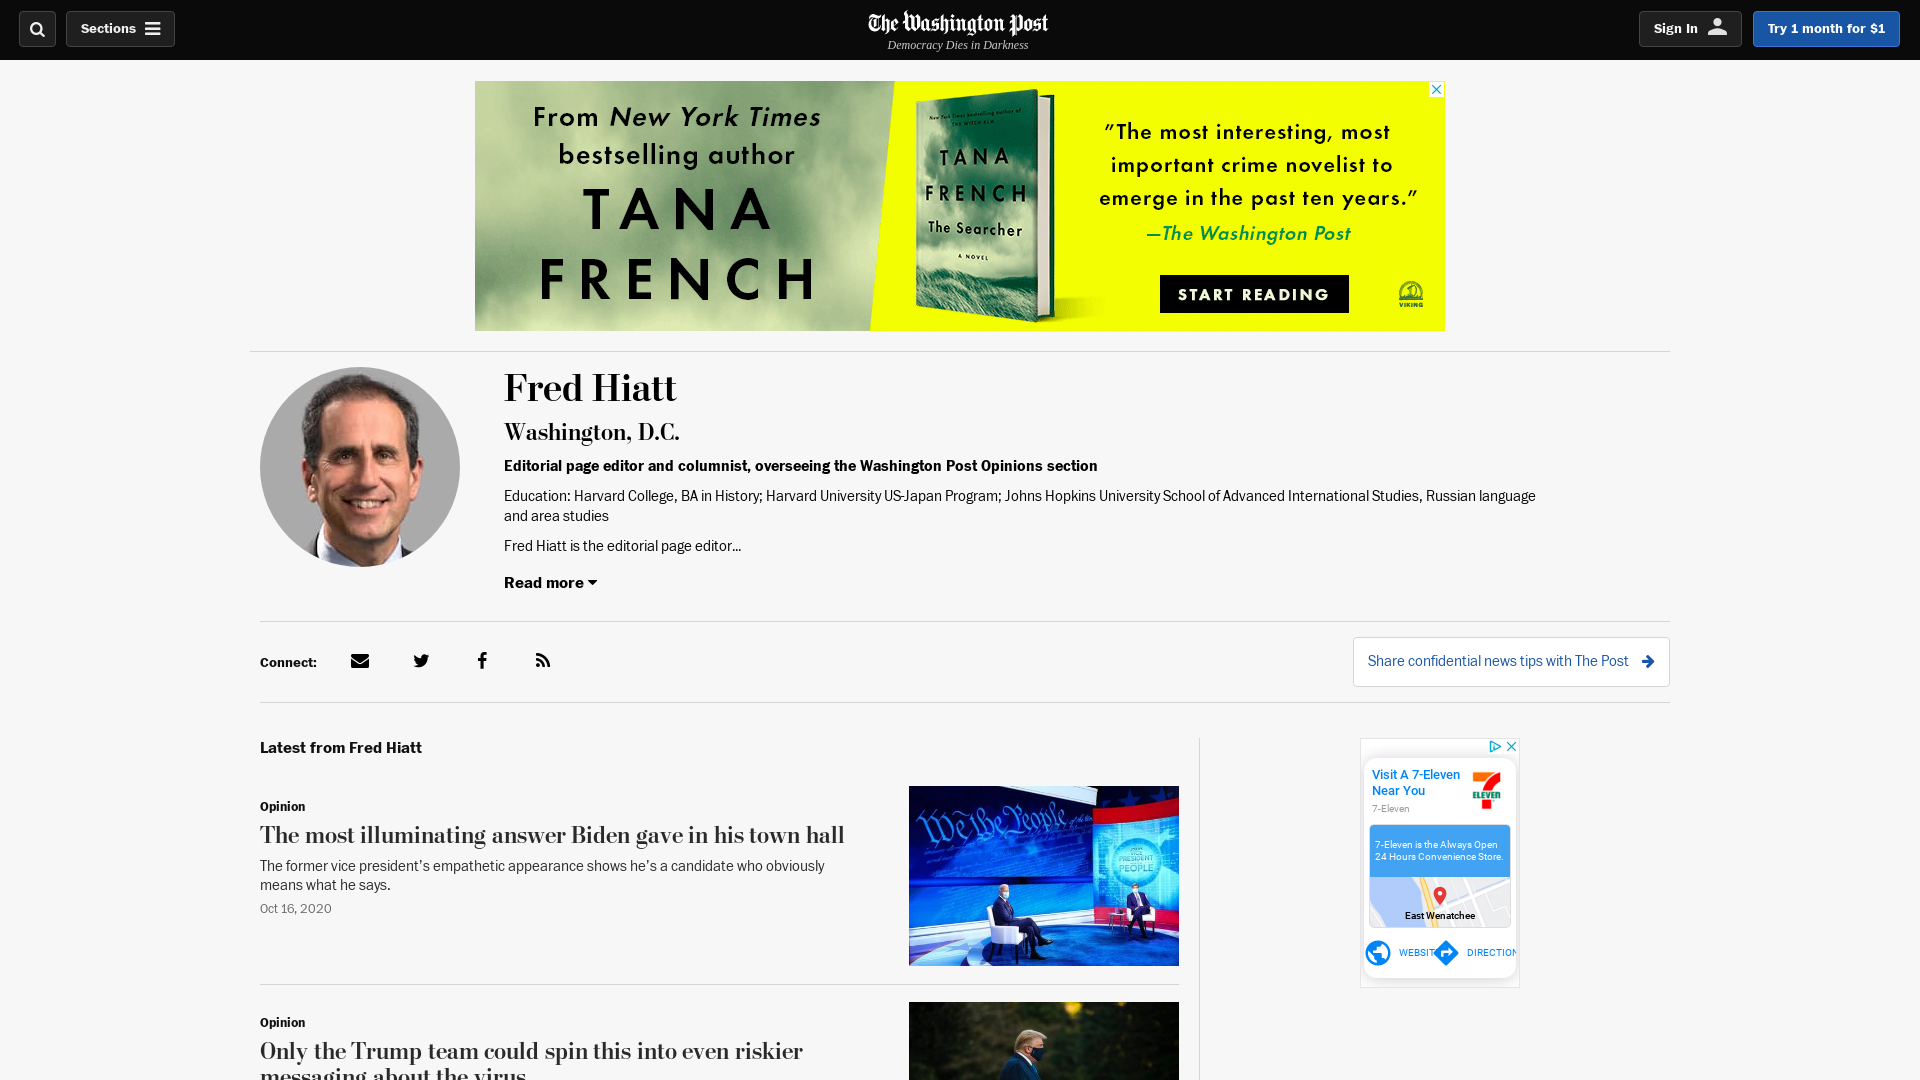 Sections
The Washington Post
Democracy Dies in Darkness
Sign In
Try 1 month for $1
From New York Times
bestselling author
TANA
FRENCH
New York Times bestselling author of
THE WITCH ELM
TANA
FRENCH
The Searcher
A NOVEL
"The most interesting, most
important crime novelist to
emerge in the past ten years."
—The Washington Post
START READING
VIKING
Fred Hiatt
Washington, D.C.
Editorial page editor and columnist, overseeing the Washington Post Opinions section
Education: Harvard College, BA in History; Harvard University US-Japan Program; Johns Hopkins University School of Advanced International Studies, Russian language
and area studies
Fred Hiatt is the editorial page editor...
Read more
Connect:
Share confidential news tips with The Post
Latest from Fred Hiatt
Opinion
The most illuminating answer Biden gave in his town hall
The former vice president’s empathetic appearance shows he’s a candidate who obviously
means what he says.
Oct 16, 2020
We the People
VICE
PRESIDENT
PEOPLE
Visit A 7-Eleven
Near You
7-Eleven
ELEVEN
7-Eleven is the Always Open
24 Hours Convenience Store.
East Wenatchee
WEBSIT
DIRECTION
Opinion
Only the Trump team could spin this into even riskier
messaging about the virus